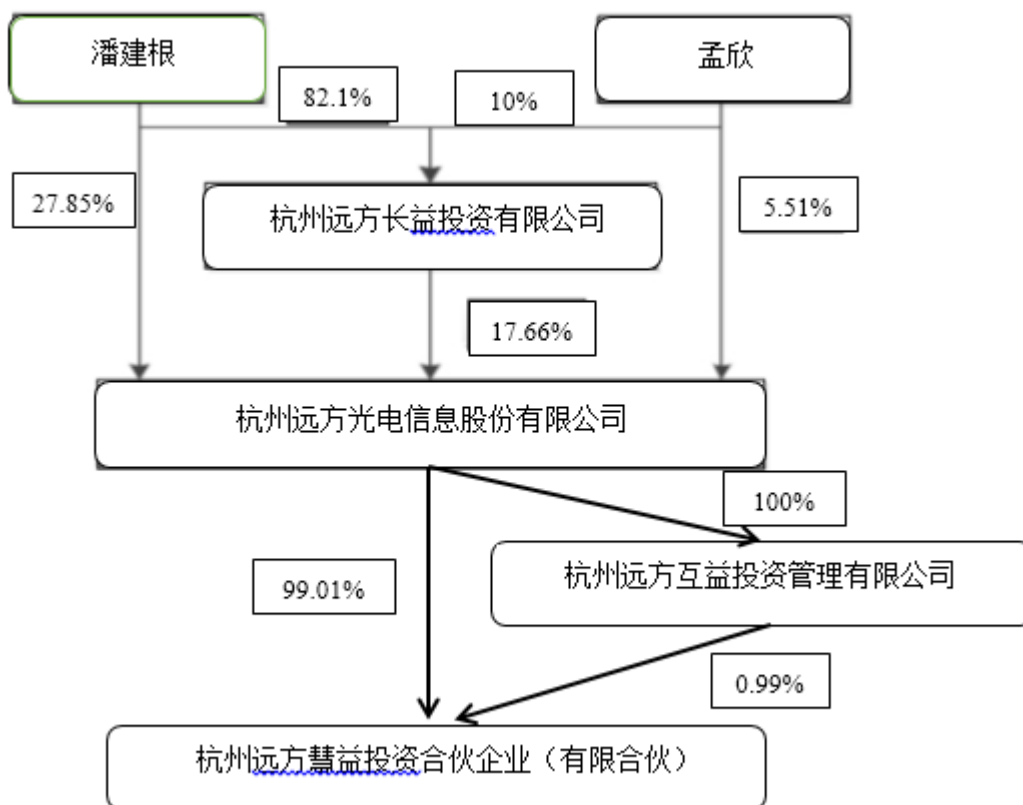 潘建根
孟欣
82.1%
10%
27.85%
杭州远方长益投资有限公司
5.51%
17.66%
杭州远方光电信息股份有限公司
100%
杭州远方互益投资管理有限公司
99.01%
0.99%
杭州远方慧益投资合伙企业（有限合伙）